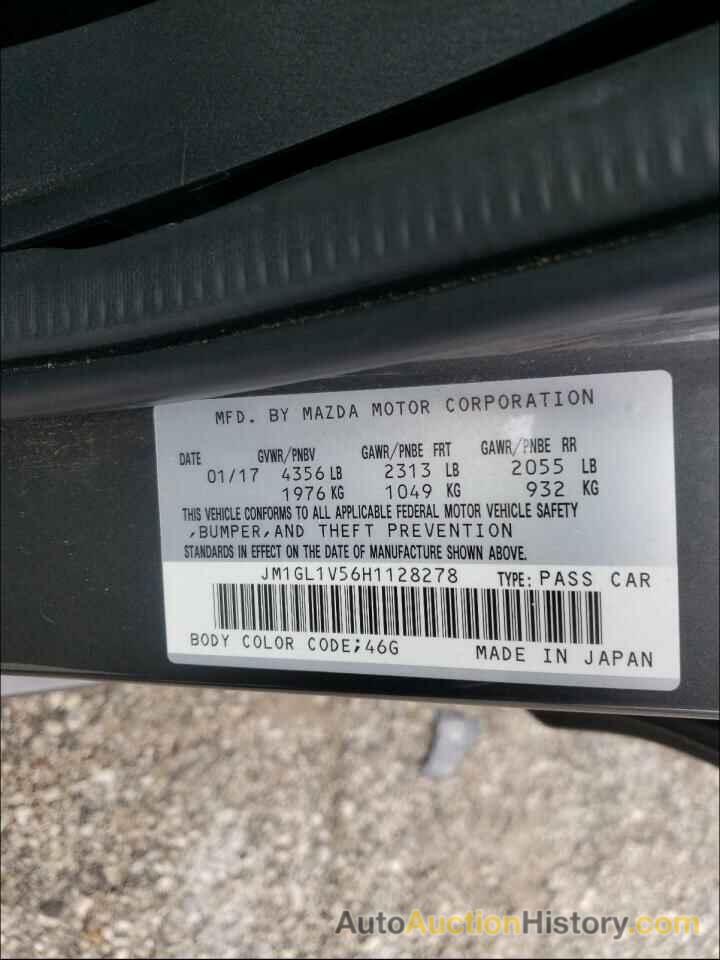 MFD. BY MAZDA MOTOR CORPORATION
DATE GVWR/PNBV GAWR/PNBE FRT GAWR/PNBE RR
01/17 4356 LB 2313 LB 2055 LB
1976 KG 1049 KG 932 KG
THIS VEHICLE CONFORMS TO ALL APPLICABLE FEDERAL MOTOR VEHICLE SAFETY
,BUMPER,AND THEFT PREVENTION
STANDARDS IN EFFECT ON THE DATE OF MANUFACTURE SHOWN ABOVE.
JM1GL1V56H1128278 TYPE: PASS CAR
BODY COLOR CODE;46G MADE IN JAPAN
AutoAuctionHistory.com